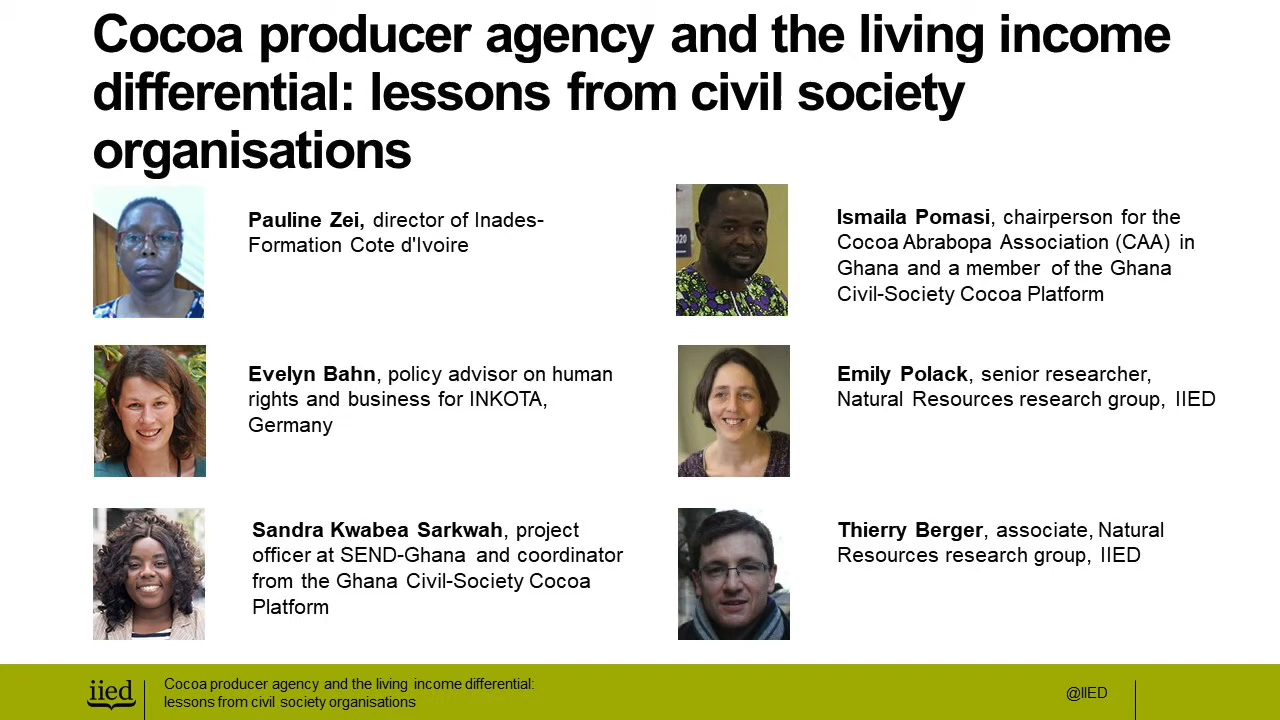 Cocoa producer agency and the living income
differential: lessons from civil society
organisations
Pauline Zei, director of Inades-
Formation Cote d'Ivoire
Ismaila Pomasi, chairperson for the
Cocoa Abrabopa Association (CAA) in
Ghana and a member of the Ghana
Civil-Society Cocoa Platform
2020
Evelyn Bahn, policy advisor on human
rights and business for INKOTA,
Germany
Emily Polack, senior researcher,
Natural Resources research group, IIED
Sandra Kwabea Sarkwah, project
officer at SEND-Ghana and coordinator
from the Ghana Civil-Society Cocoa
Platform
Thierry Berger, associate, Natural
Resources research group, IIED
iied
Cocoa producer agency and the living income differential:
lessons from civil society organisations
@IIED